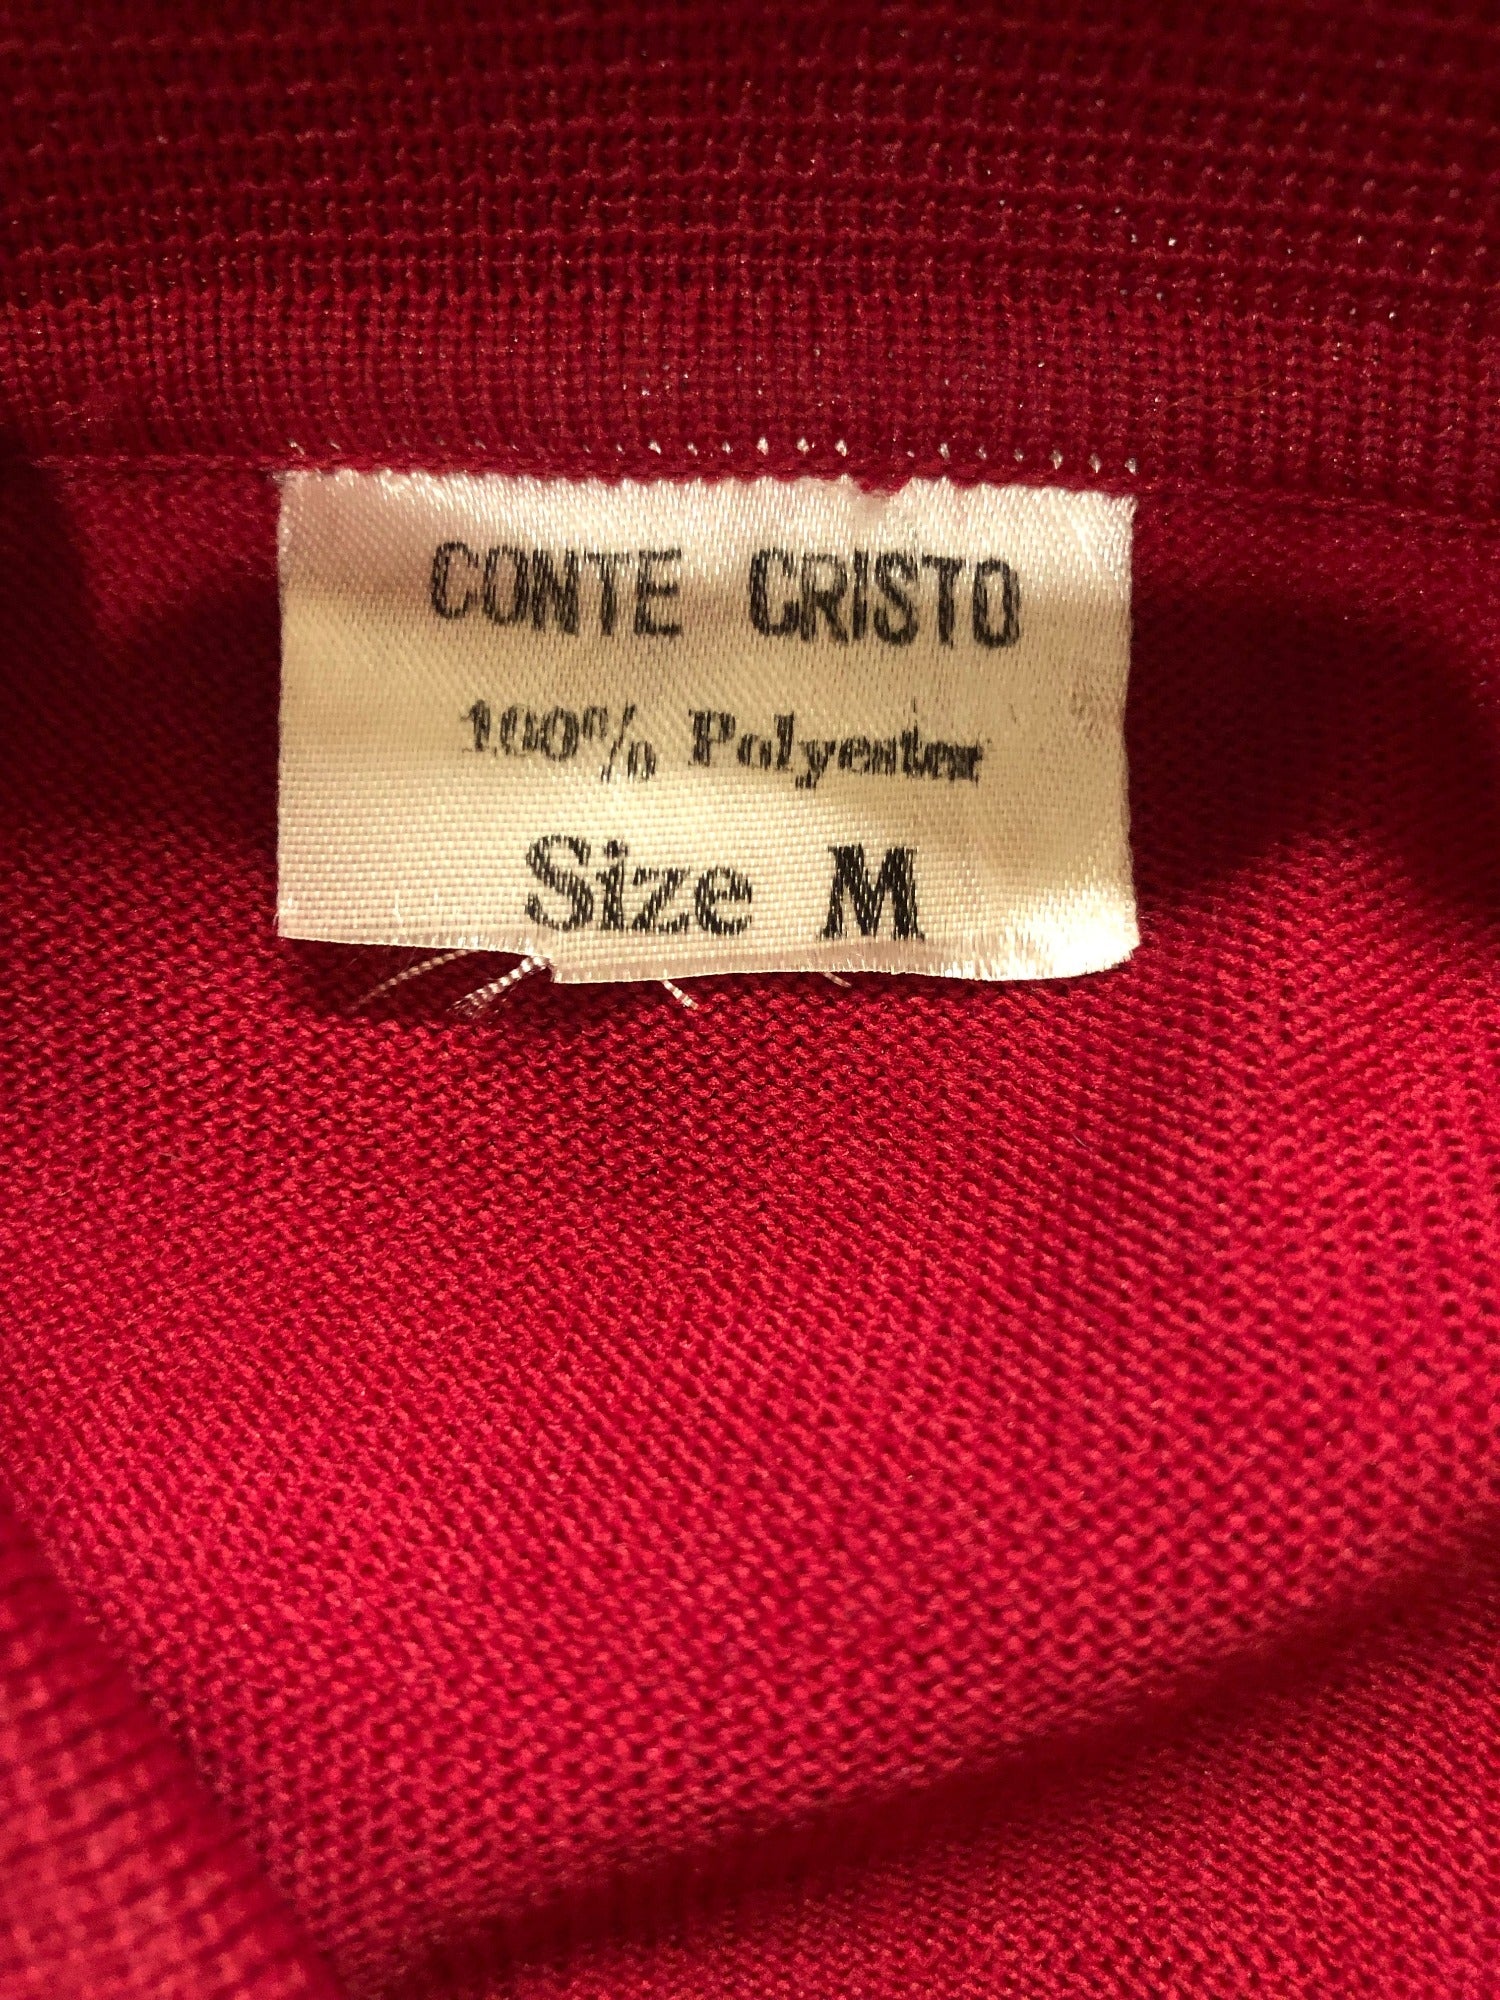 CONTE CRISTO
100% Polyester
Size M